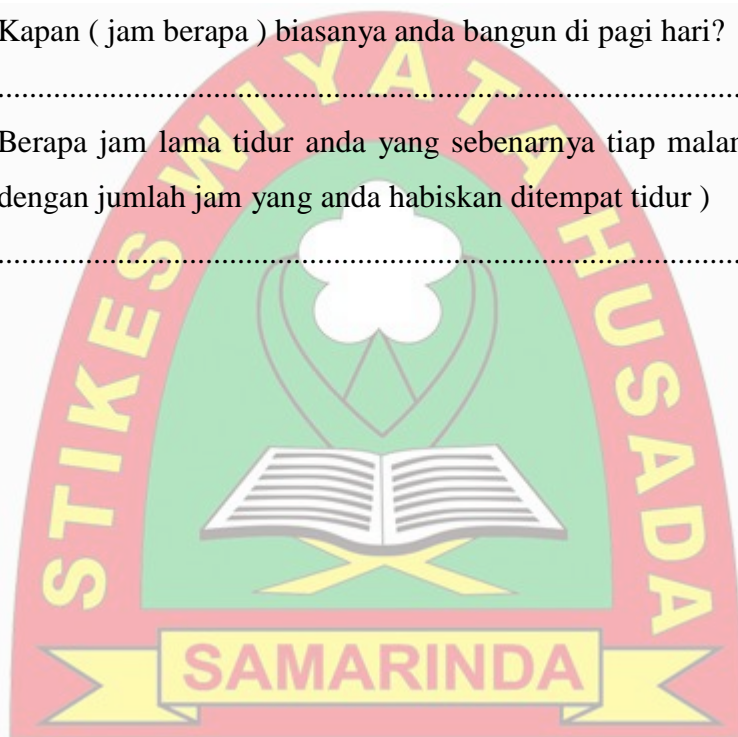 Kapan ( jam berapa ) biasanya anda bangun di pagi hari?
................................................................................
Berapa jam lama tidur anda yang sebenarnya tiap malam
dengan jumlah jam yang anda habiskan ditempat tidur )
................................................................................
STIKES WIYATA HUSADA
SAMARINDA